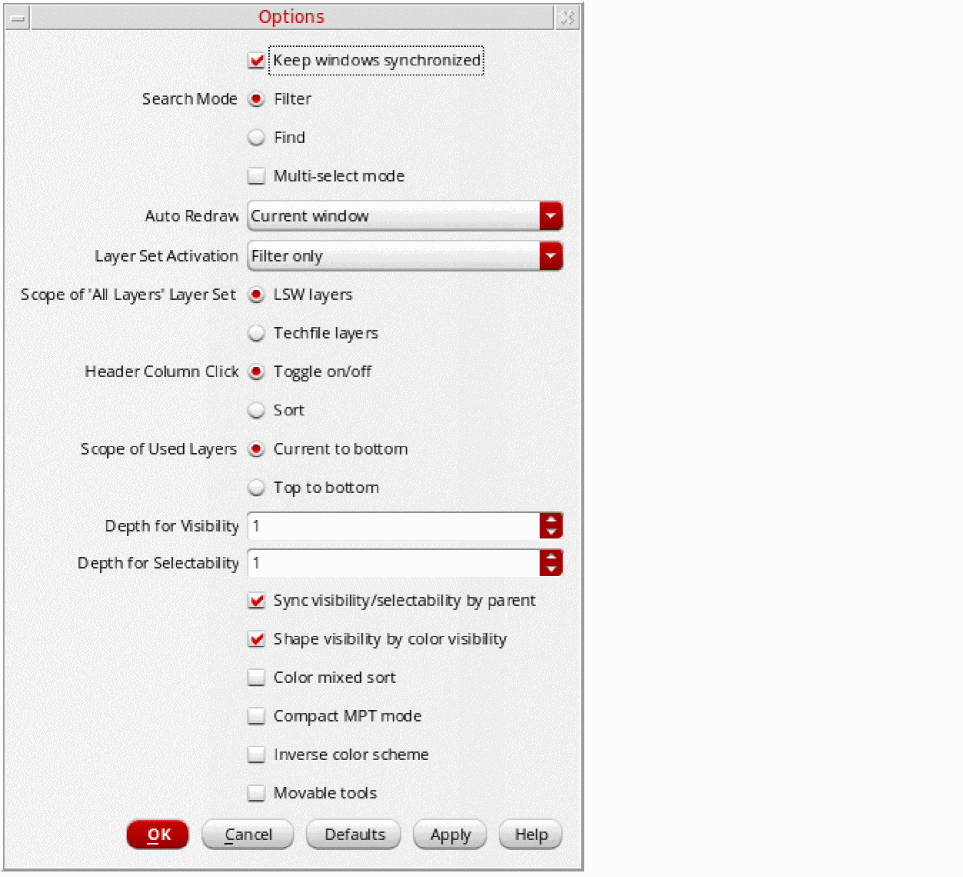 Options
Keep windows synchronized
Search Mode Filter
Find
Multi-select mode
Auto Redraw Current window
Layer Set Activation Filter only
Scope of 'All Layers' Layer Set LSW layers
Techfile layers
Header Column Click Toggle on/off
Sort
Scope of Used Layers Current to bottom
Top to bottom
Depth for Visibility 1
Depth for Selectability 1
Sync visibility/selectability by parent
Shape visibility by color visibility
Color mixed sort
Compact MPT mode
Inverse color scheme
Movable tools
OK Cancel Defaults Apply Help